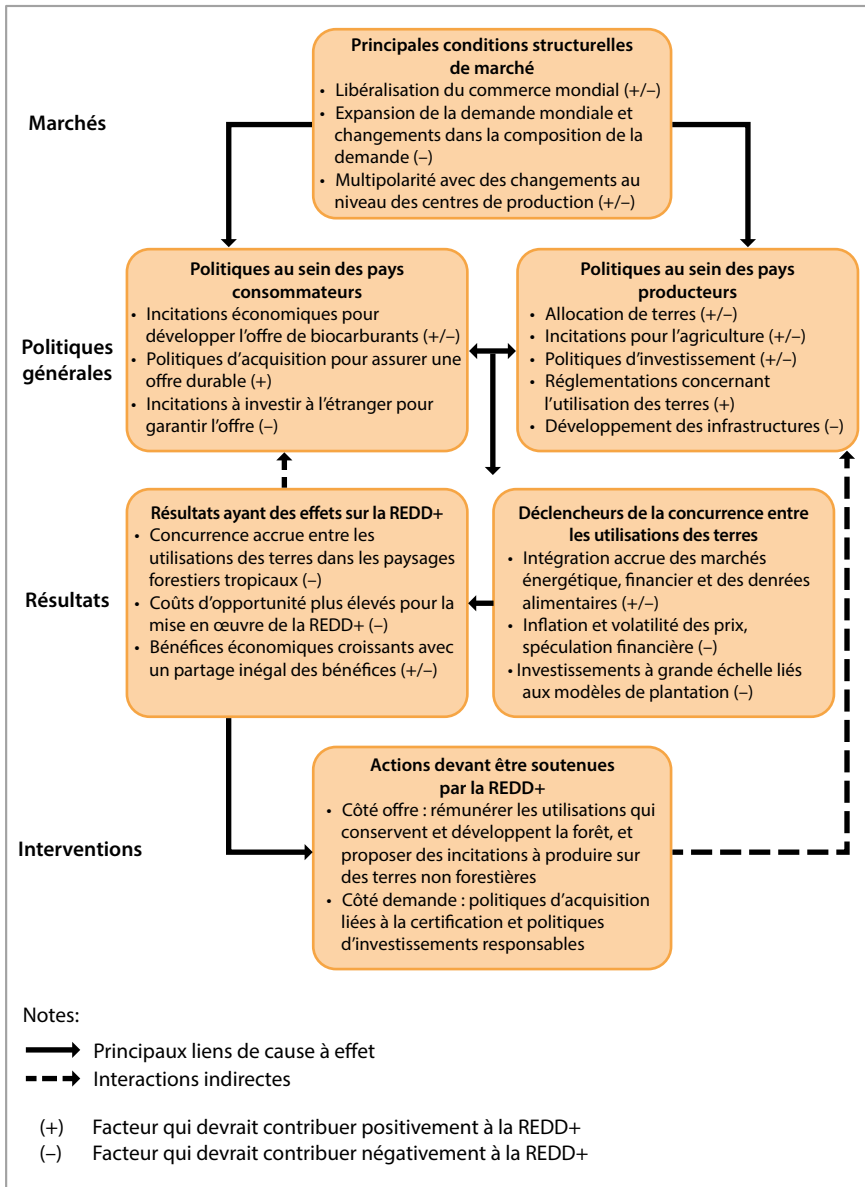 Principales conditions structurelles
de marché
• Libéralisation du commerce mondial (+/–)
• Expansion de la demande mondiale et
changements dans la composition de la
demande (–)
• Multipolarité avec des changements au
niveau des centres de production (+/–)
Marchés
Politiques au sein des pays
consommateurs
• Incitations économiques pour
développer l'offre de biocarburants (+/–)
• Politiques d'acquisition pour assurer une
offre durable (+)
• Incitations à investir à l'étranger pour
garantir l'offre (–)
Politiques au sein des pays
producteurs
• Allocation de terres (+/–)
• Incitations pour l'agriculture (+/–)
• Politiques d'investissement (+/–)
• Réglementations concernant
l'utilisation des terres (+)
• Développement des infrastructures (–)
Politiques
générales
Résultats ayant des effets sur la REDD+
• Concurrence accrue entre les
utilisations des terres dans les paysages
forestiers tropicaux (–)
• Coûts d'opportunité plus élevés pour la
mise en œuvre de la REDD+ (–)
• Bénéfices économiques croissants avec
un partage inégal des bénéfices (+/–)
Déclencheurs de la concurrence entre
les utilisations des terres
• Intégration accrue des marchés
énergétique, financier et des denrées
alimentaires (+/–)
• Inflation et volatilité des prix,
spéculation financière (–)
• Investissements à grande échelle liés
aux modèles de plantation (–)
Résultats
Actions devant être soutenues
par la REDD+
• Côté offre : rémunérer les utilisations qui
conservent et développent la forêt, et
proposer des incitations à produire sur
des terres non forestières
• Côté demande : politiques d'acquisition
liées à la certification et politiques
d'investissements responsables
Interventions
Notes:
Principaux liens de cause à effet
Interactions indirectes
(+) Facteur qui devrait contribuer positivement à la REDD+
(–) Facteur qui devrait contribuer négativement à la REDD+